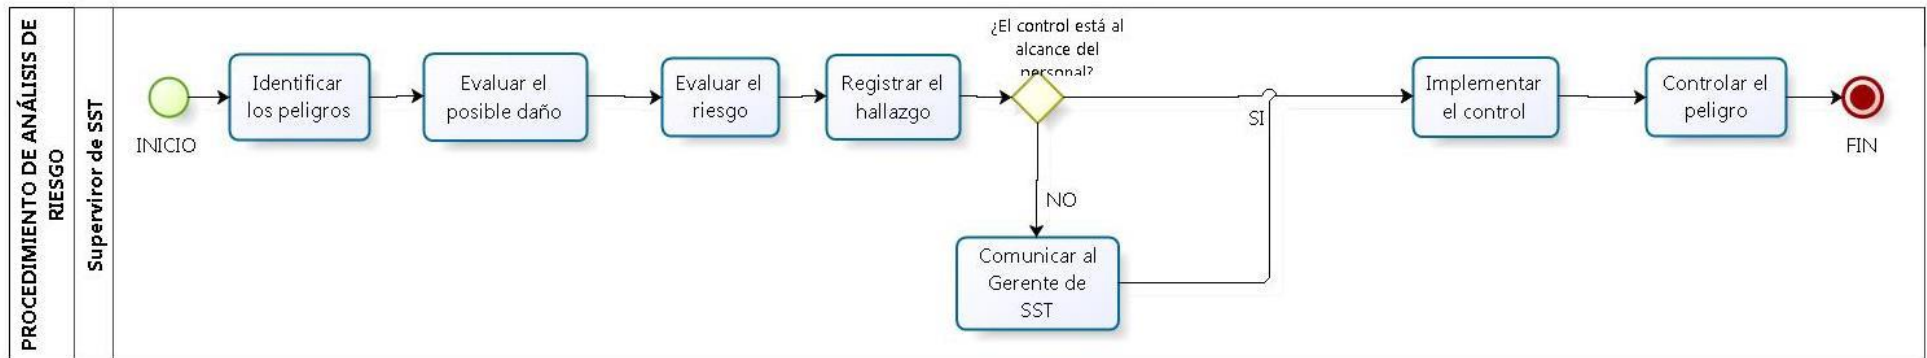 PROCEDIMIENTO DE ANÁLISIS DE
RIESGO
Superviror de SST
INICIO
Identificar
los peligros
Evaluar el
posible daño
Evaluar el
riesgo
Registrar el
hallazgo
¿El control está al
alcance del
personal?
SI
NO
Comunicar al
Gerente de
SST
Implementar
el control
Controlar el
peligro
FIN